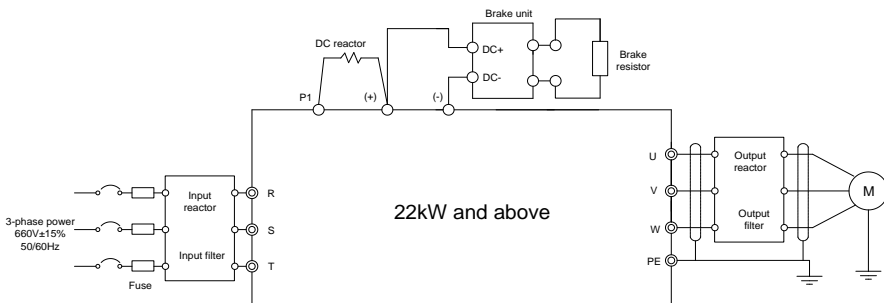 Brake unit
DC reactor
DC+
DC-
Brake
resistor
P1
(+)
(-)
U
V
W
PE
Output
reactor
Output
filter
M
3-phase power
660V±15%
50/60Hz
Fuse
Input
reactor
Input filter
R
S
T
22kW and above